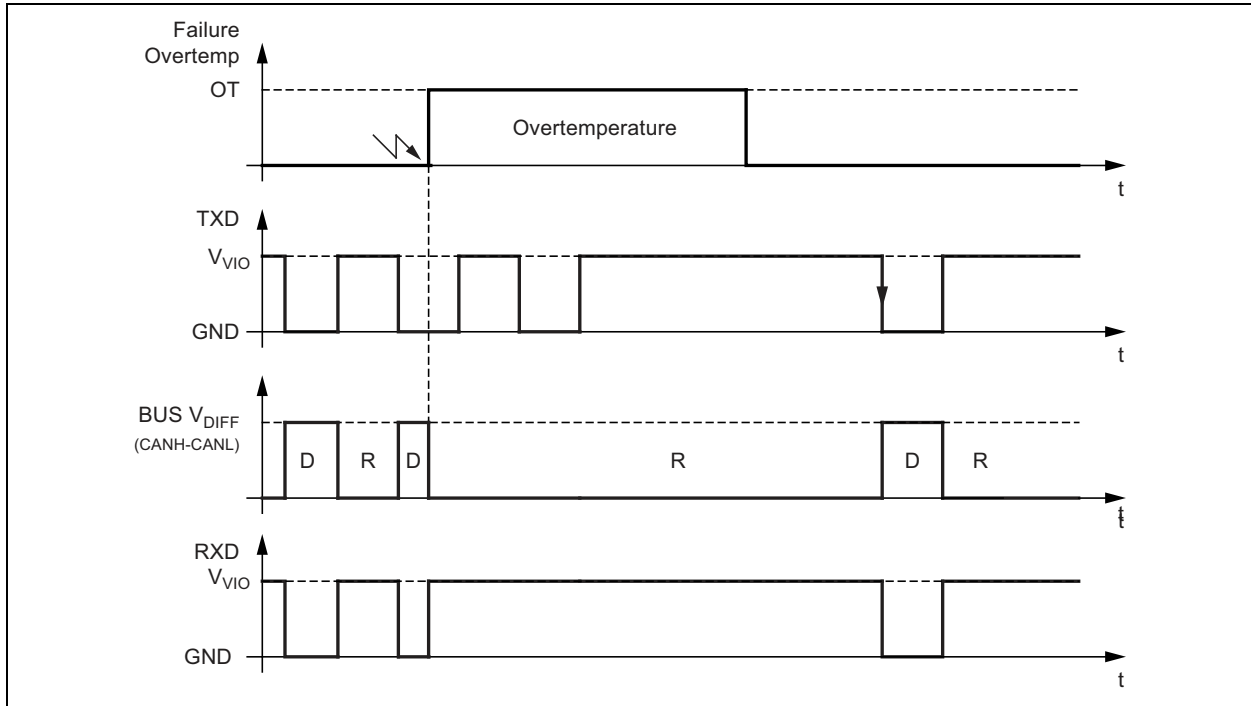 Failure
Overtemp
OT
Overtemperature
t
TXD
VVIO
GND
t
BUS VDIFF
(CANH-CANL)
D
R
D
R
D
R
t
t
RXD
VVIO
GND
t